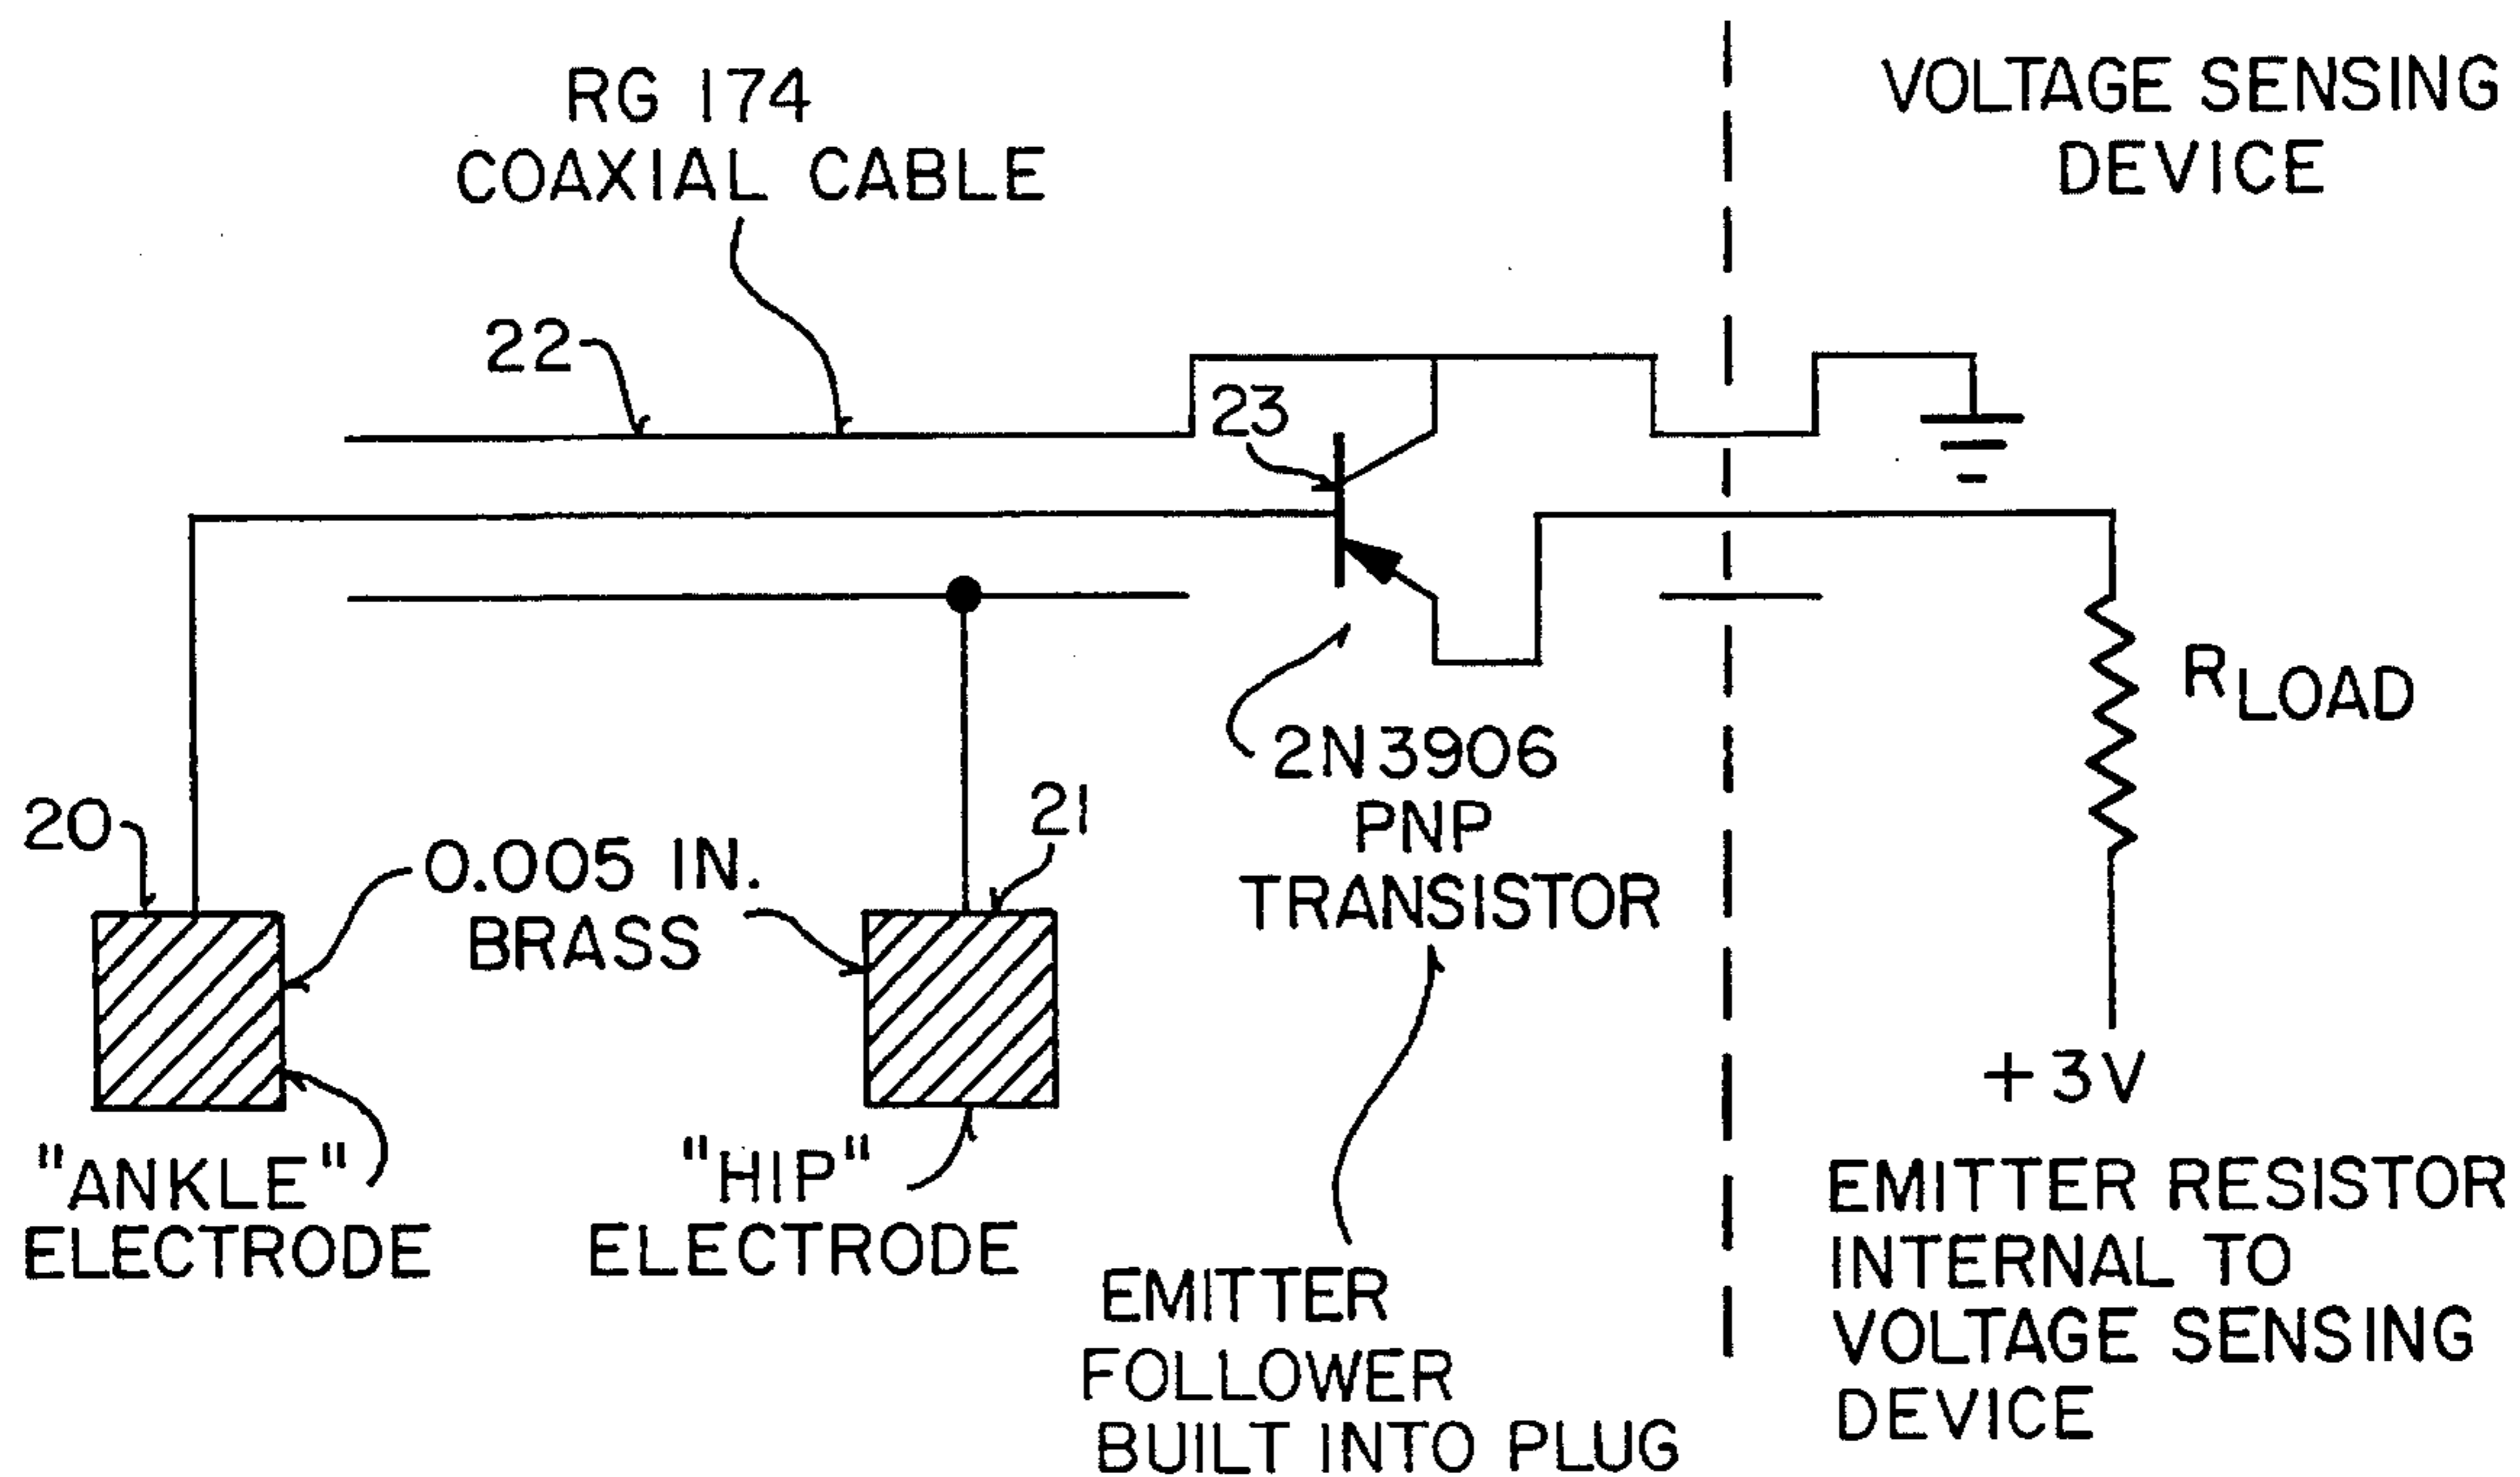 RG 174
COAXIAL CABLE
VOLTAGE SENSING
DEVICE
22
23
RLOAD
2N3906
PNP
TRANSISTOR
20
0.005 IN.
BRASS
21
+3V
"ANKLE"
ELECTRODE
"HIP"
ELECTRODE
EMITTER
FOLLOWER
BUILT INTO PLUG
EMITTER RESISTOR
INTERNAL TO
VOLTAGE SENSING
DEVICE